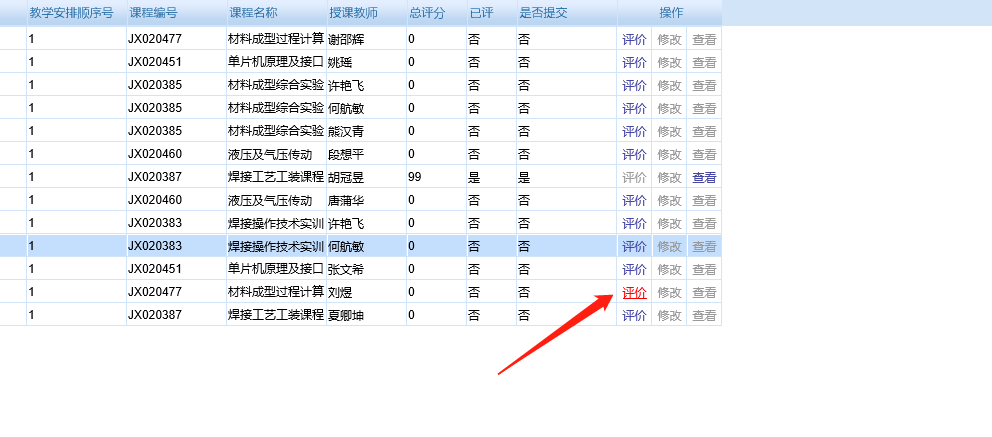 教学安排顺序号 课程编号 课程名称 授课教师 总评分 已评 是否提交 操作
1 JX020477 材料成型过程计算 谢邵辉 0 否 否 评价 修改 查看
1 JX020451 单片机原理及接口 姚瑶 0 否 否 评价 修改 查看
1 JX020385 材料成型综合实验 许艳飞 0 否 否 评价 修改 查看
1 JX020385 材料成型综合实验 何航敏 0 否 否 评价 修改 查看
1 JX020385 材料成型综合实验 熊汉青 0 否 否 评价 修改 查看
1 JX020460 液压及气压传动 段想平 0 否 否 评价 修改 查看
1 JX020387 焊接工艺工装课程 胡冠昱 99 是 是 评价 修改 查看
1 JX020460 液压及气压传动 唐蒲华 0 否 否 评价 修改 查看
1 JX020383 焊接操作技术实训 许艳飞 0 否 否 评价 修改 查看
1 JX020383 焊接操作技术实训 何航敏 0 否 否 评价 修改 查看
1 JX020451 单片机原理及接口 张文希 0 否 否 评价 修改 查看
1 JX020477 材料成型过程计算 刘煜 0 否 否 评价 修改 查看
1 JX020387 焊接工艺工装课程 夏卿坤 0 否 否 评价 修改 查看